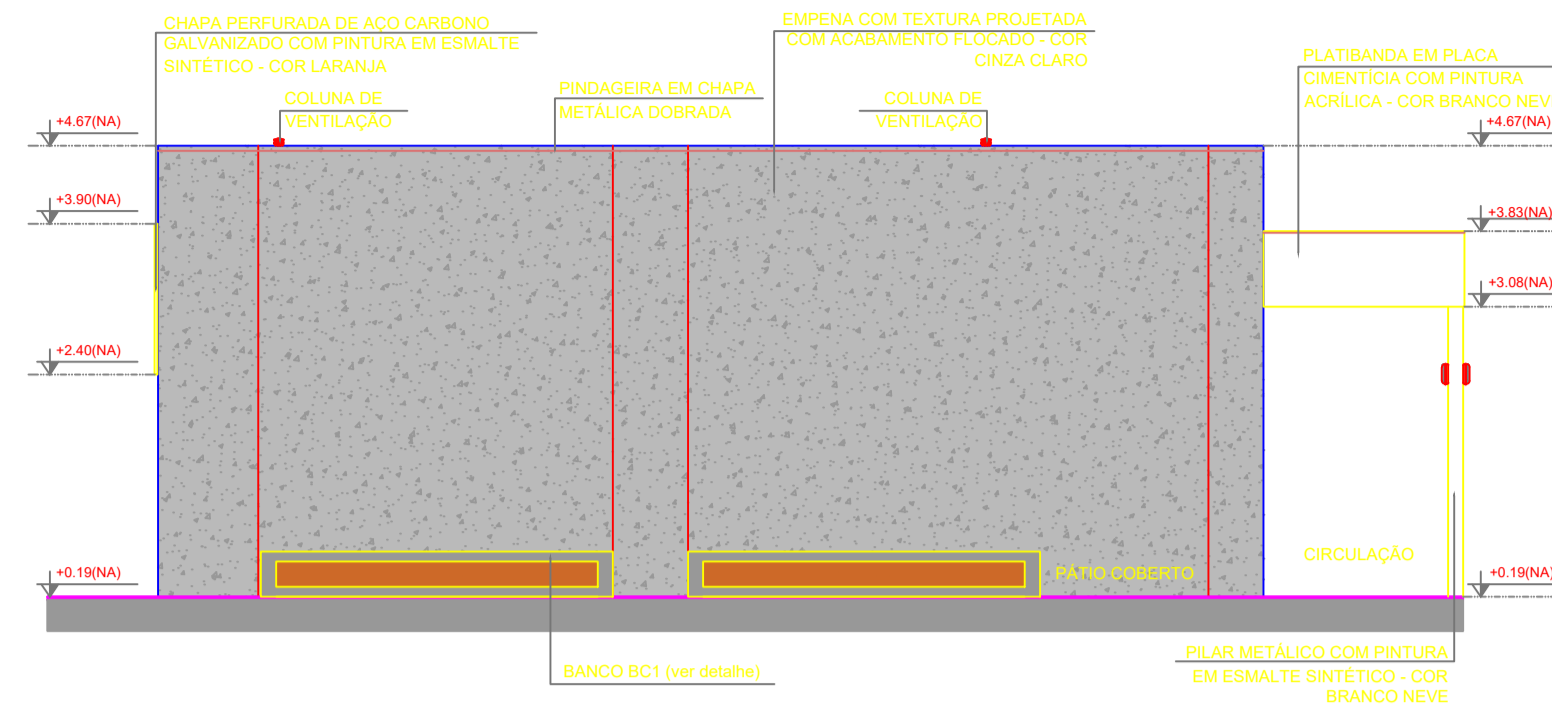 CHAPA PERFURADA DE AÇO CARBONO
GALVANIZADO COM PINTURA EM ESMALTE
SINTÉTICO - COR LARANJA
EMPENA COM TEXTURA PROJETADA
COM ACABAMENTO FLOCADO - COR
CINZA CLARO
PLATIBANDA EM PLACA
CIMENTÍCIA COM PINTURA
ACRÍLICA - COR BRANCO NEV
PINDAGEIRA EM CHAPA
METÁLICA DOBRADA
COLUNA DE
VENTILAÇÃO
COLUNA DE
VENTILAÇÃO
+4.67(NA)
+3.90(NA)
+2.40(NA)
+0.19(NA)
+4.67(NA)
+3.83(NA)
+3.08(NA)
+0.19(NA)
CIRCULAÇÃO
PÁTIO COBERTO
BANCO BC1 (ver detalhe)
PILAR METÁLICO COM PINTURA
EM ESMALTE SINTÉTICO - COR
BRANCO NEVE